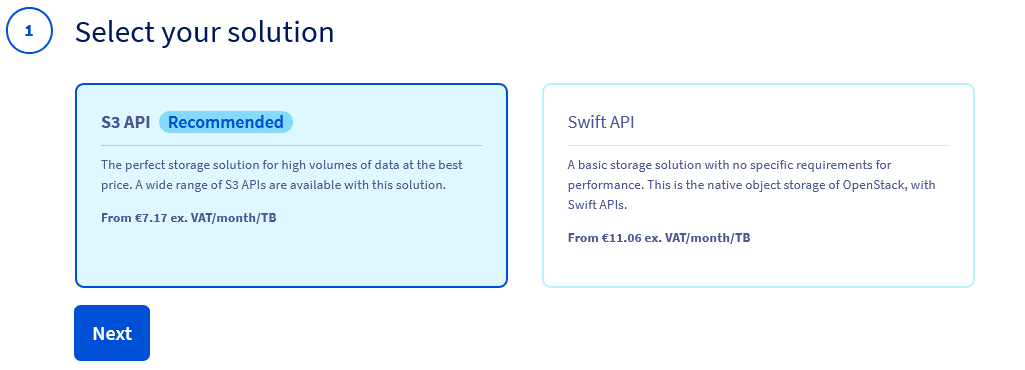 1
Select your solution
S3 API Recommended
The perfect storage solution for high volumes of data at the best
price. A wide range of S3 APIs are available with this solution.
From €7.17 ex. VAT/month/TB
Swift API
A basic storage solution with no specific requirements for
performance. This is the native object storage of OpenStack, with
Swift APIs.
From €11.06 ex. VAT/month/TB
Next